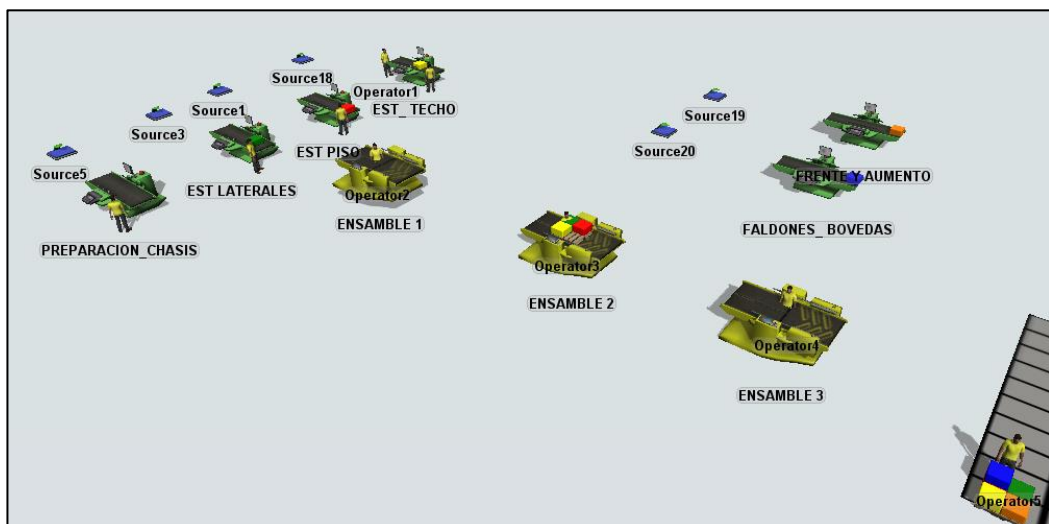 Source18
Operator1
EST_ TECHO
Source1
Source3
Source19
Source20
Source5
EST PISO
EST LATERALES
Operator2
ENSAMBLE 1
PREPARACION_CHASIS
FRENTE Y AUMENTO
FALDONES_ BOVEDAS
Operator3
ENSAMBLE 2
Operator4
ENSAMBLE 3
Operator5